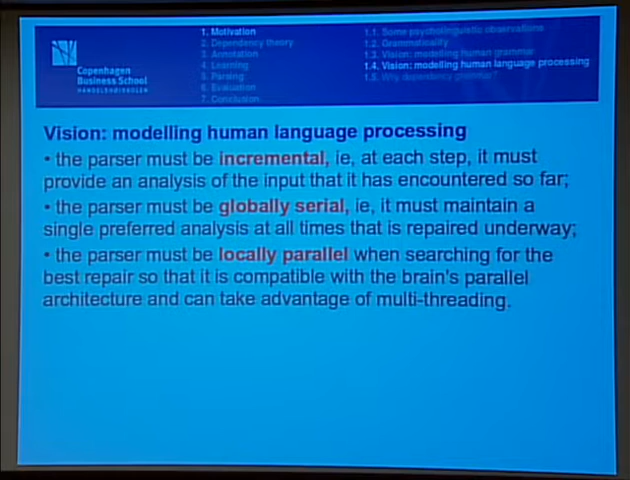 Copenhagen
Business School
HANDELSHØJSKOLEN
1. Motivation
2. Dependency theory
3. Annotation
4. Learning
5. Parsing
6. Evaluation
7. Conclusion
1.1. Some psycholinguistic observations
1.2. Grammaticality
1.3. Vision: modelling human grammar
1.4. Vision: modelling human language processing
1.5. Why dependency grammar?
Vision: modelling human language processing
• the parser must be incremental, ie, at each step, it must
provide an analysis of the input that it has encountered so far;
• the parser must be globally serial, ie, it must maintain a
single preferred analysis at all times that is repaired underway;
• the parser must be locally parallel when searching for the
best repair so that it is compatible with the brain's parallel
architecture and can take advantage of multi-threading.